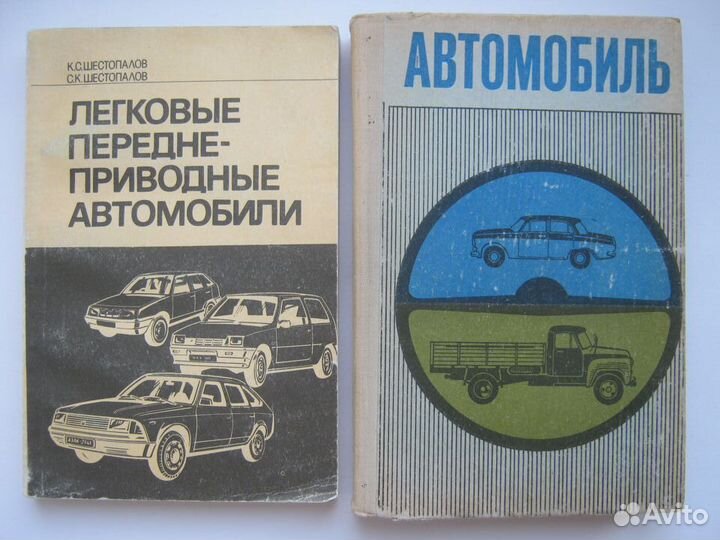 К.С.ШЕСТОПАЛОВ
С.К.ШЕСТОПАЛОВ
ЛЕГКОВЫЕ
ПЕРЕДНЕ-
ПРИВОДНЫЕ
АВТОМОБИЛИ
АВТОМОБИЛЬ
Avito